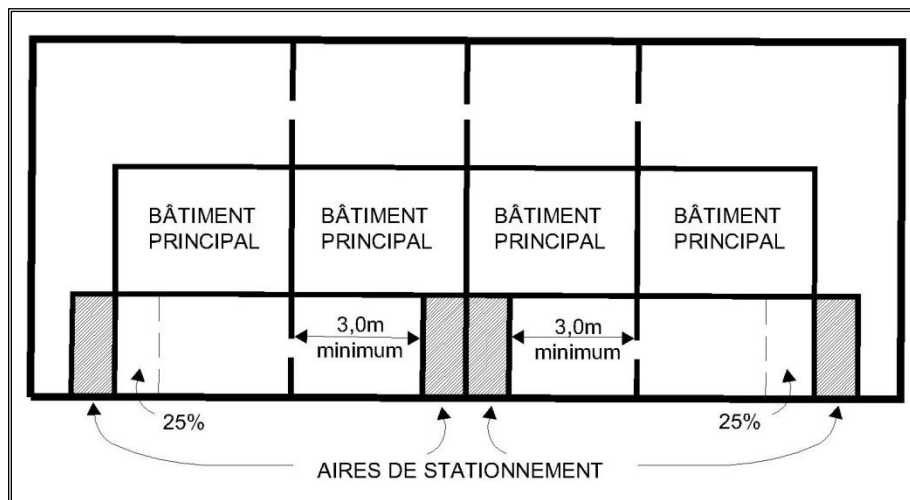 BÂTIMENT
PRINCIPAL
BÂTIMENT
PRINCIPAL
BÂTIMENT
PRINCIPAL
BÂTIMENT
PRINCIPAL
3,0m
minimum
3,0m
minimum
25%
25%
AIRES DE STATIONNEMENT